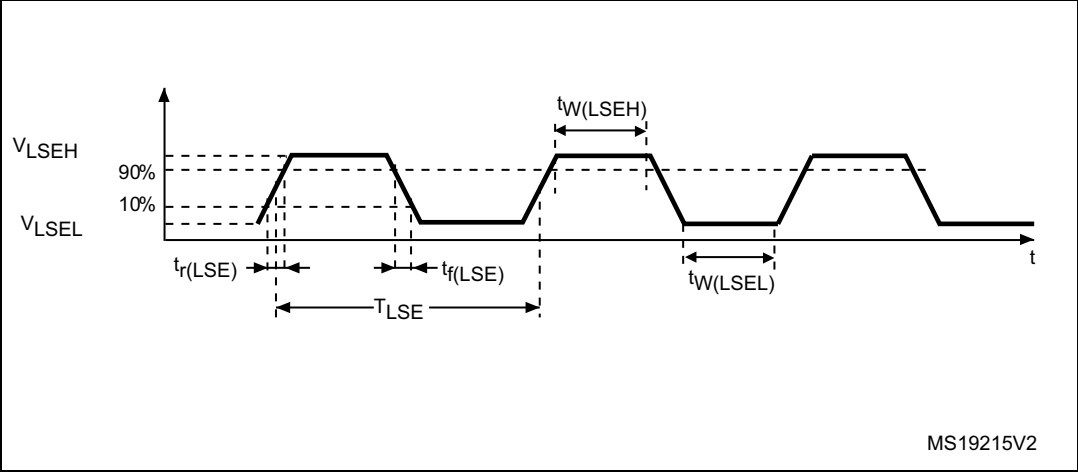 tW(LSEH)
VLSEH
90%
10%
VLSEL
t
tr(LSE)
tf(LSE)
tW(LSEL)
TLSE
MS19215V2